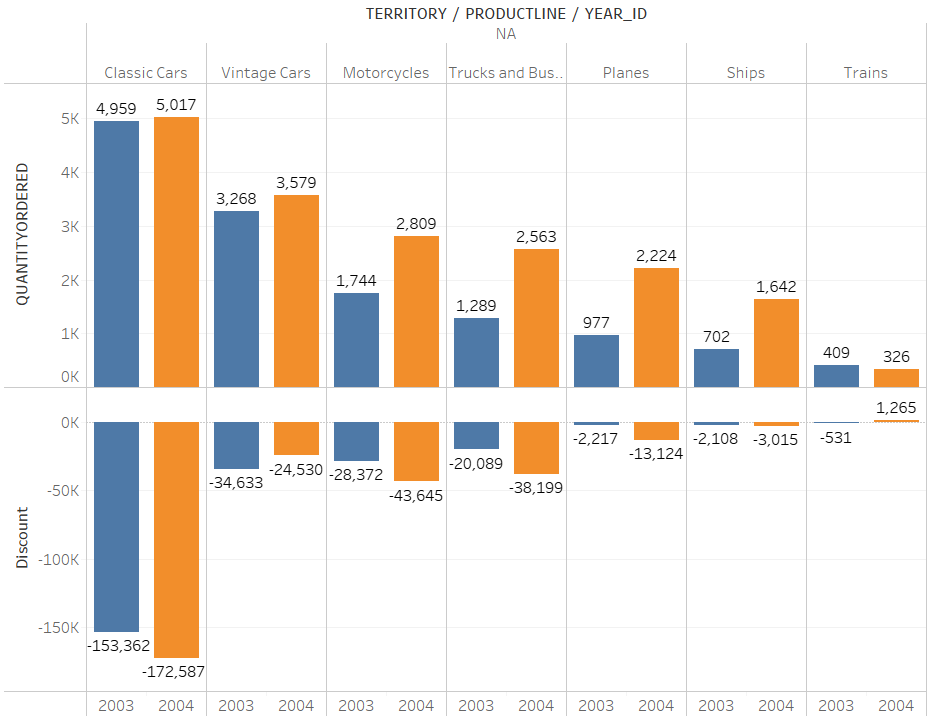 TERRITORY / PRODUCTLINE / YEAR_ID
NA
Classic Cars Vintage Cars Motorcycles Trucks and Bus.. Planes Ships Trains
QUANTITYORDERED
5K
4K
3K
2K
1K
0K
4,959 5,017 3,268 3,579 1,744 2,809 1,289 2,563 977 2,224 702 1,642 409 326
Discount
0K
-50K
-100K
-150K
-153,362 -172,587 -34,633 -24,530 -28,372 -43,645 -20,089 -38,199 -2,217 -13,124 -2,108 -3,015 -531 1,265
2003 2004 2003 2004 2003 2004 2003 2004 2003 2004 2003 2004 2003 2004